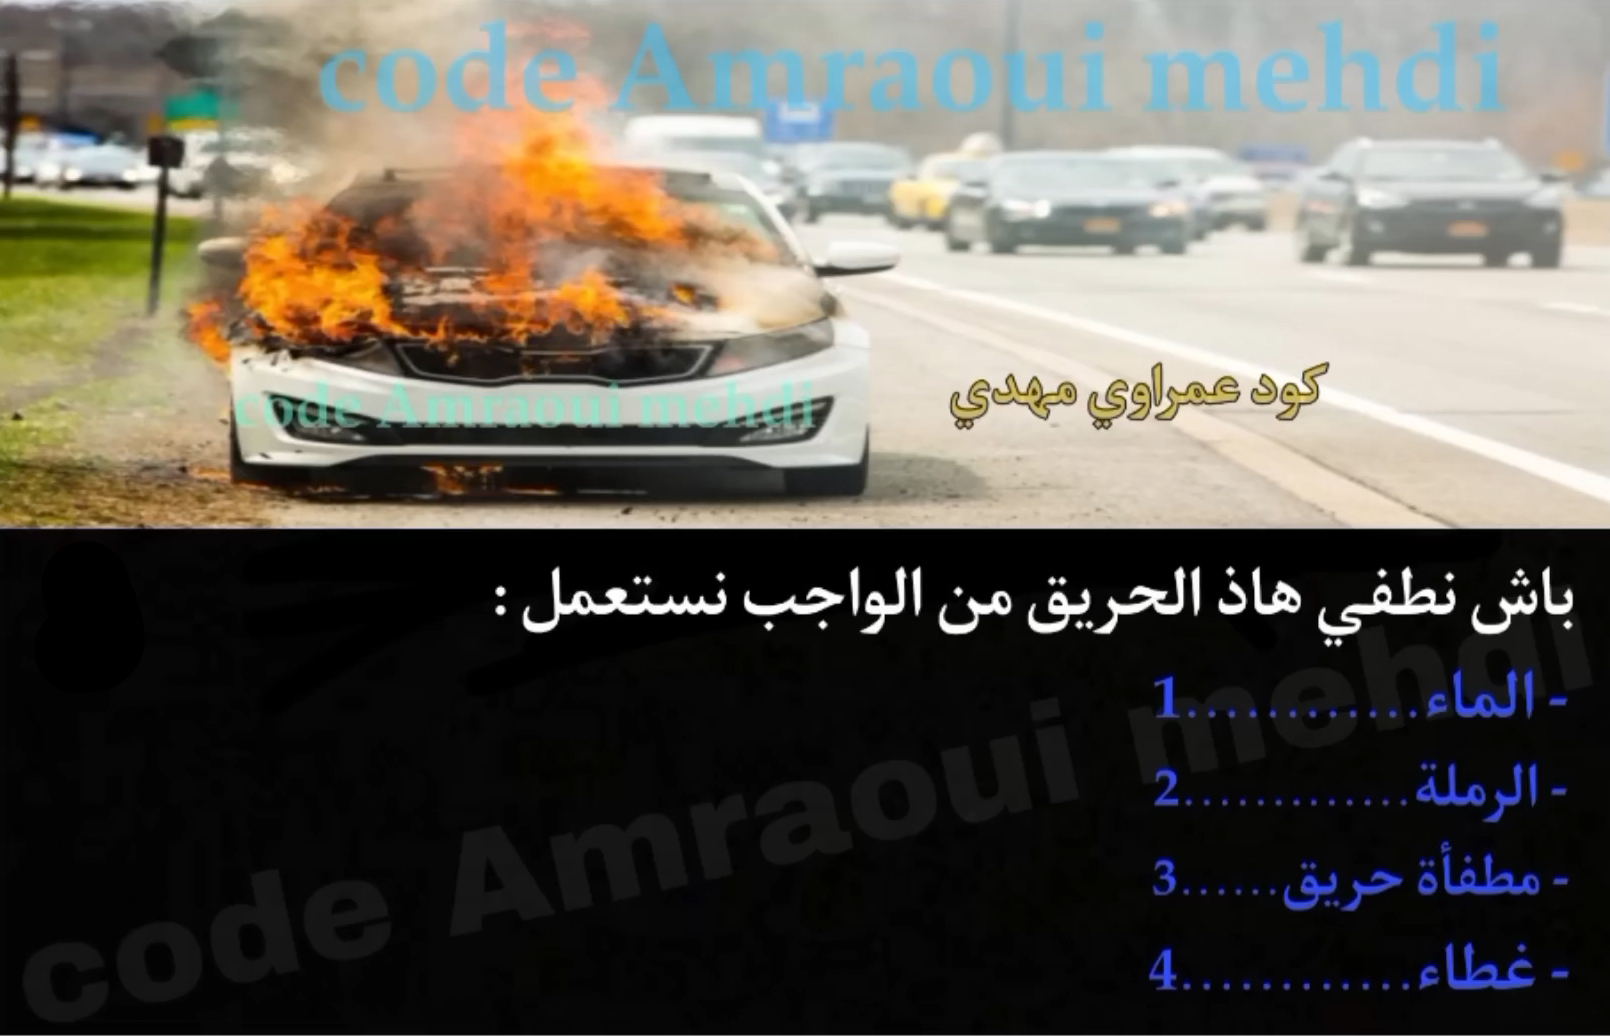 code Amraoui mehdi
كود عمراوي مهدي
code Amraoui mehdi
باش نطفي هاذ الحريق من الواجب نستعمل :
- الماء............1
- الرملة.............2
- مطفأة حريق......3
- غطاء............4
code Amraoui mehdi